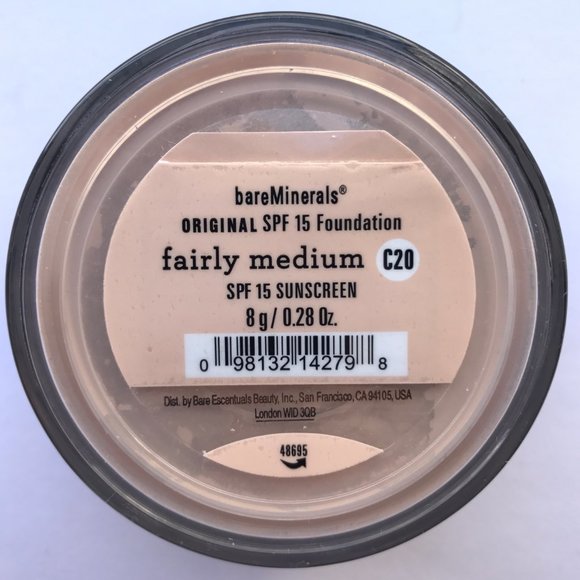 bareMinerals®
ORIGINAL SPF 15 Foundation
fairly medium C20
SPF 15 SUNSCREEN
8 g / 0.28 Oz.
0 98132 14279 8
Dist. by Bare Escentuals Beauty, Inc., San Francisco, CA 94105, USA
London WID 3QB
48695